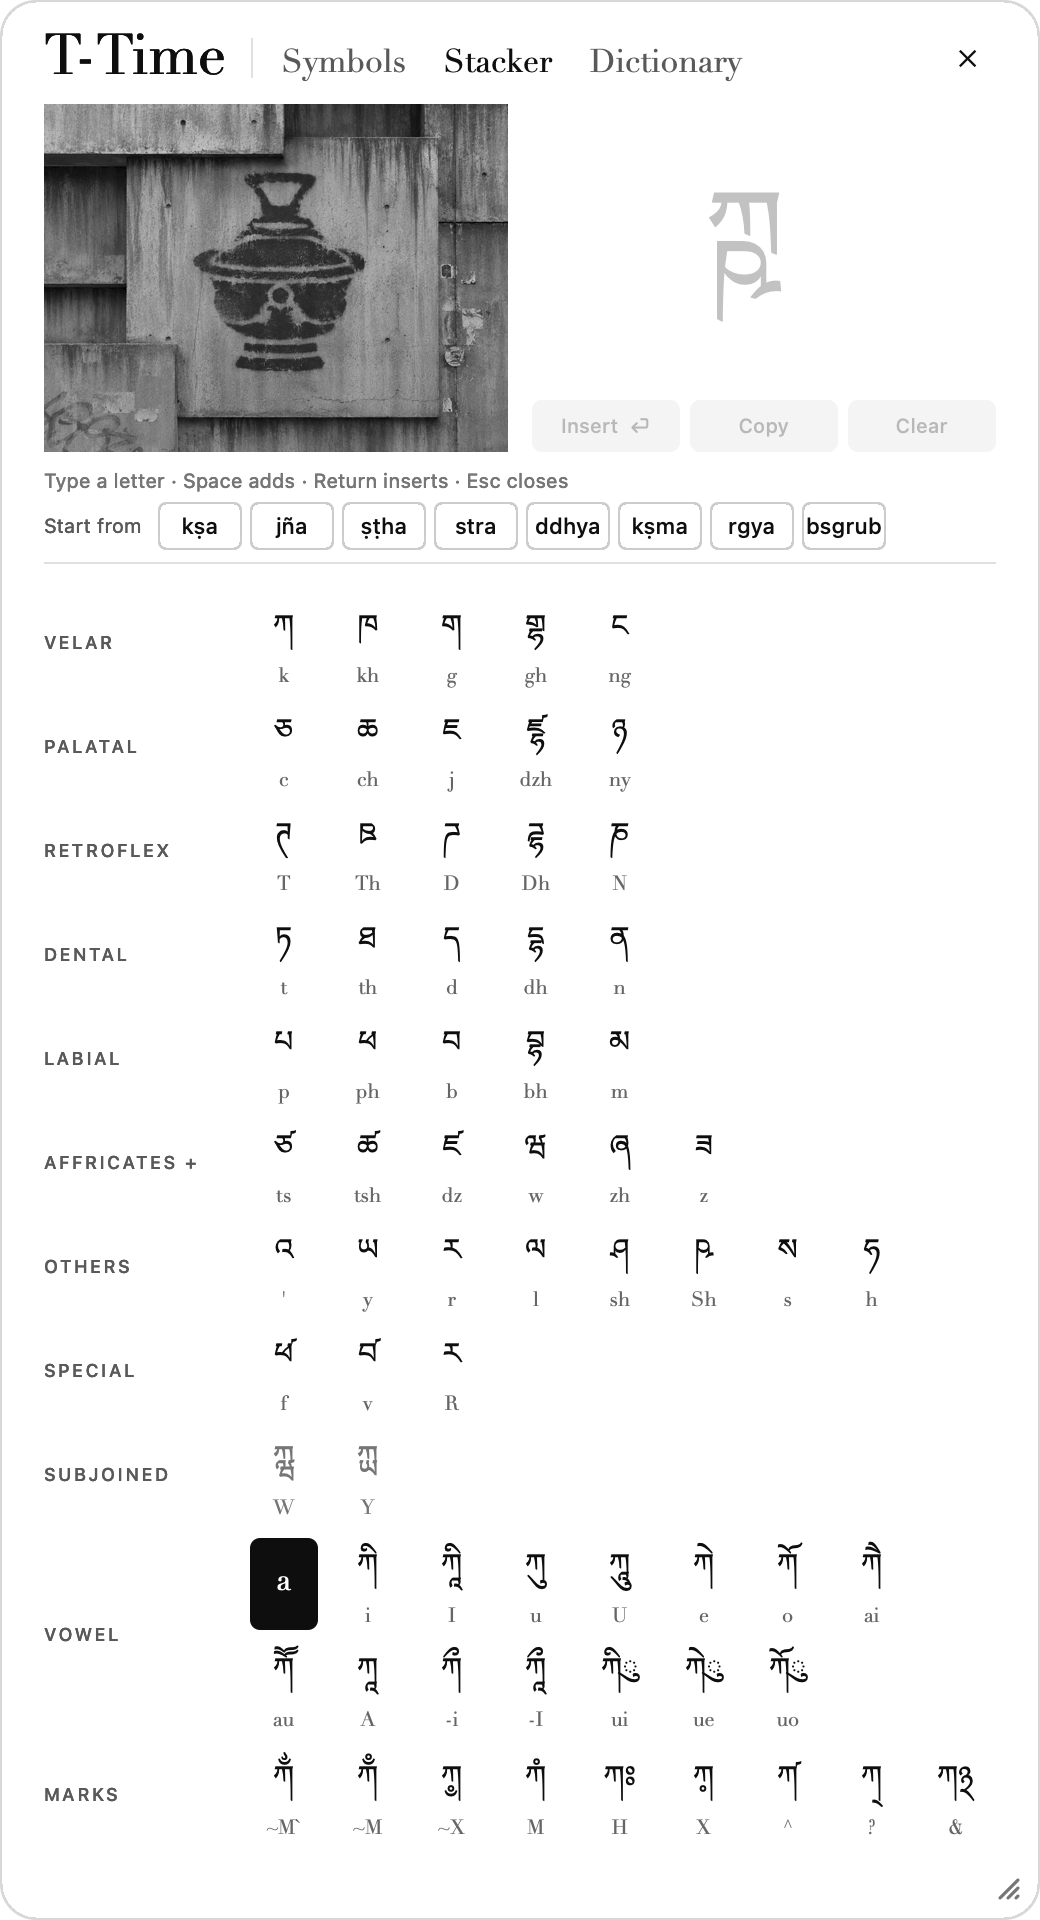 T-Time Symbols Stacker Dictionary
ཀྵ
Insert Copy Clear
Type a letter · Space adds · Return inserts · Esc closes
Start from kṣa jña ṣṭha stra ddhya kṣma rgya bsgrub
VELAR
ཀ ཁ ག གྷ ང
k kh g gh ng
PALATAL
ཅ ཆ ཇ ཛྷ ཉ
c ch j dzh ny
RETROFLEX
ཊ ཋ ཌ ཌྷ ཎ
T Th D Dh N
DENTAL
ཏ ཐ ད དྷ ན
t th d dh n
LABIAL
པ ཕ བ བྷ མ
p ph b bh m
AFFRICATES +
ཙ ཚ ཛ ཝ ཞ ཟ
ts tsh dz w zh z
OTHERS
འ ཡ ར ལ ཤ ཥ ས ཧ
' y r l sh Sh s h
SPECIAL
ཕ༹ བ༹ ཪ
f v R
SUBJOINED
ཀྺ ཀྻ
W Y
VOWEL
a ཀི ཀཱི ཀུ ཀཱུ ཀེ ཀོ ཀཻ
i I u U e o ai
ཀཽ ཀཱ ཀྀ ཀཱྀ ཀིུ ཀེུ ཀོུ
au A -i -I ui ue uo
MARKS
ཀྂ ཀྃ ཀ༵ ཀཾ ཀཿ ཀ༷ ཀ༹ ཀ྄ ཀ྅
~M` ~M ~X M H X ^ ? &